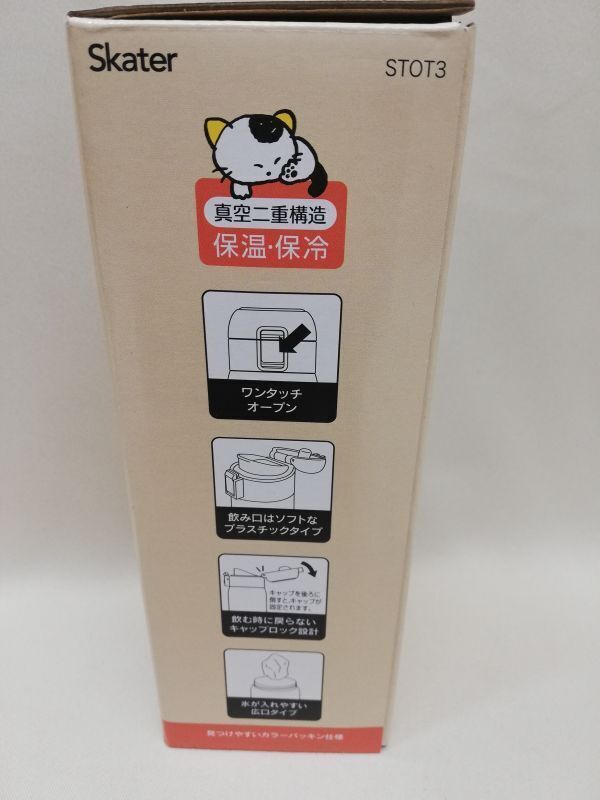 Skater
STOT3
真空二重構造
保温·保冷
ワンタッチ
オープン
飲み口はソフトな
プラスチックタイプ
キャップを後ろに
倒すと、キャップが
固定されます。
飲む時に戻らない
キャップロック設計
氷が入れやすい
広口タイプ
見つけやすいカラーパッキン仕様